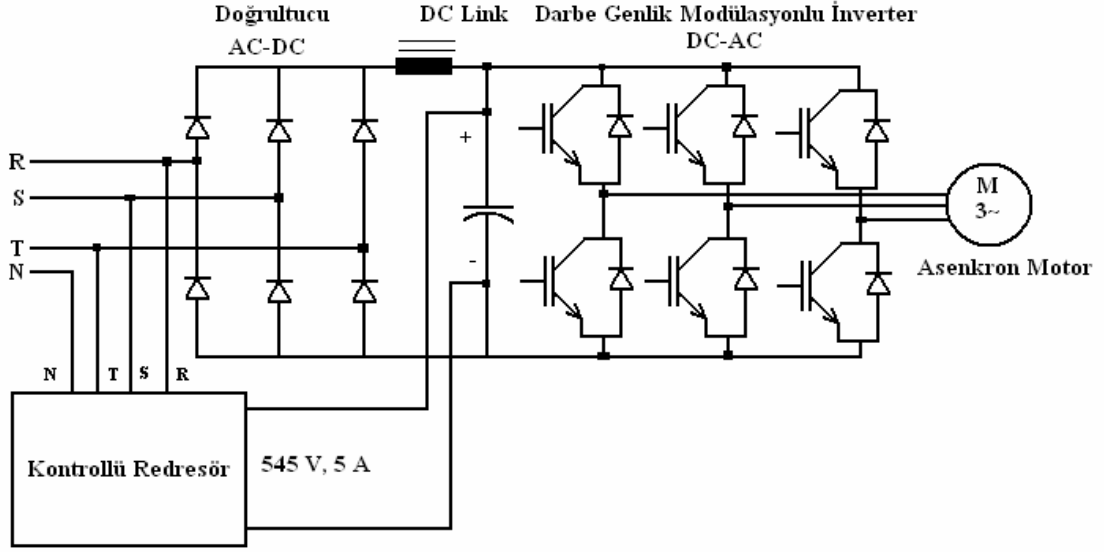 Doğrultucu
AC-DC
DC Link
Darbe Genlik Modülasyonlu İnverter
DC-AC
+
-
R
S
T
N
M
3~
Asenkron Motor
N T S R
Kontrollü Redresör
545 V, 5 A